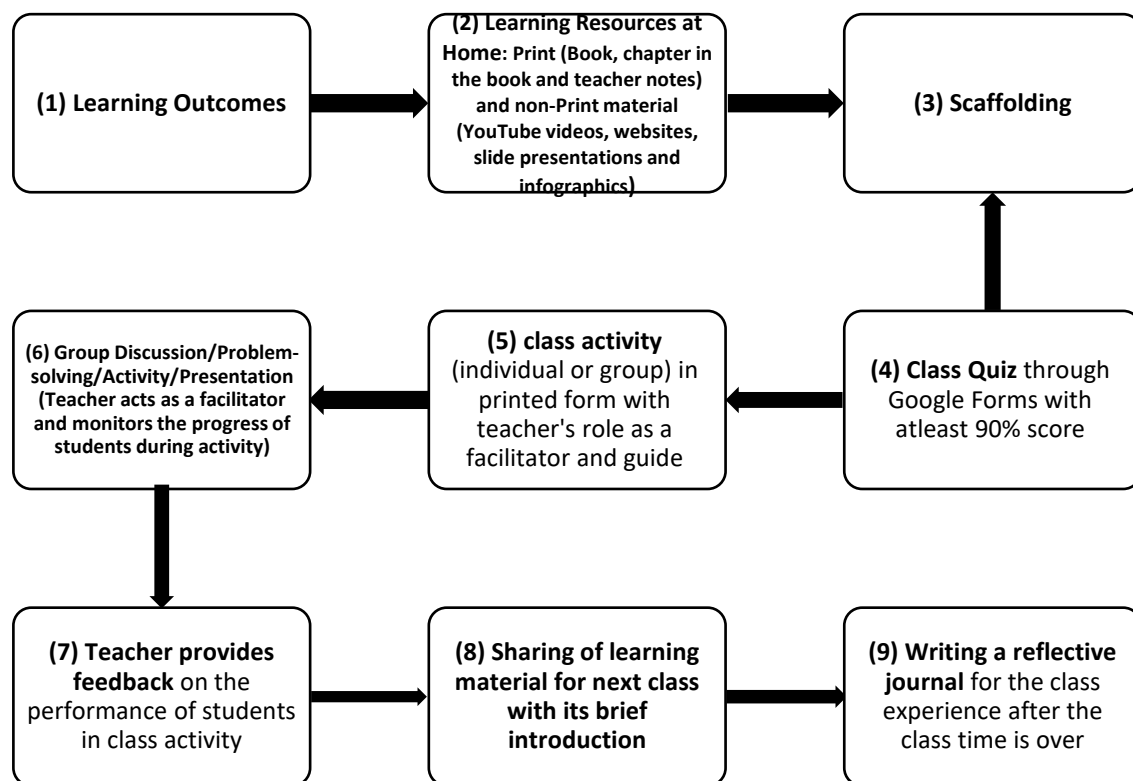 (1) Learning Outcomes
(2) Learning Resources at
Home: Print (Book, chapter in
the book and teacher notes)
and non-Print material
(YouTube videos, websites,
slide presentations and
infographics)
(3) Scaffolding
(4) Class Quiz through
Google Forms with
atleast 90% score
(5) class activity
(individual or group) in
printed form with
teacher's role as a
facilitator and guide
(6) Group Discussion/Problem-
solving/Activity/Presentation
(Teacher acts as a facilitator
and monitors the progress of
students during activity)
(7) Teacher provides
feedback on the
performance of students
in class activity
(8) Sharing of learning
material for next class
with its brief
introduction
(9) Writing a reflective
journal for the class
experience after the
class time is over